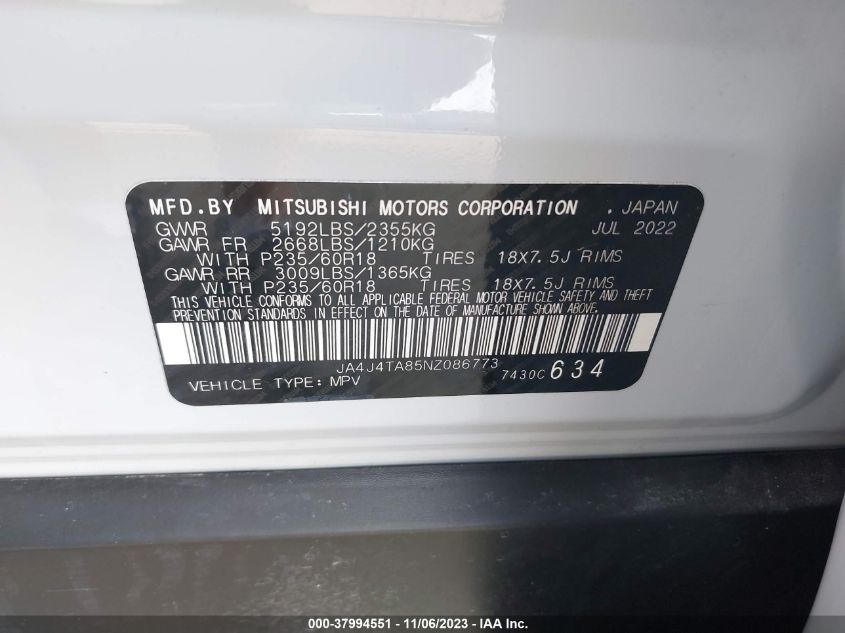 MFD.BY MITSUBISHI MOTORS CORPORATION . JAPAN
GVWR 5192LBS/2355KG JUL 2022
GAWR FR 2668LBS/1210KG
WITH P235/60R18 TIRES 18X7.5J RIMS
GAWR RR 3009LBS/1365KG
WITH P235/60R18 TIRES 18X7.5J RIMS
THIS VEHICLE CONFORMS TO ALL APPLICABLE FEDERAL MOTOR VEHICLE SAFETY AND THEFT
PREVENTION STANDARDS IN EFFECT ON THE DATE OF MANUFACTURE SHOWN ABOVE.
JA4J4TA85NZ086773
VEHICLE TYPE: MPV 7430C 634
000-37994551 - 11/06/2023 - IAA Inc.